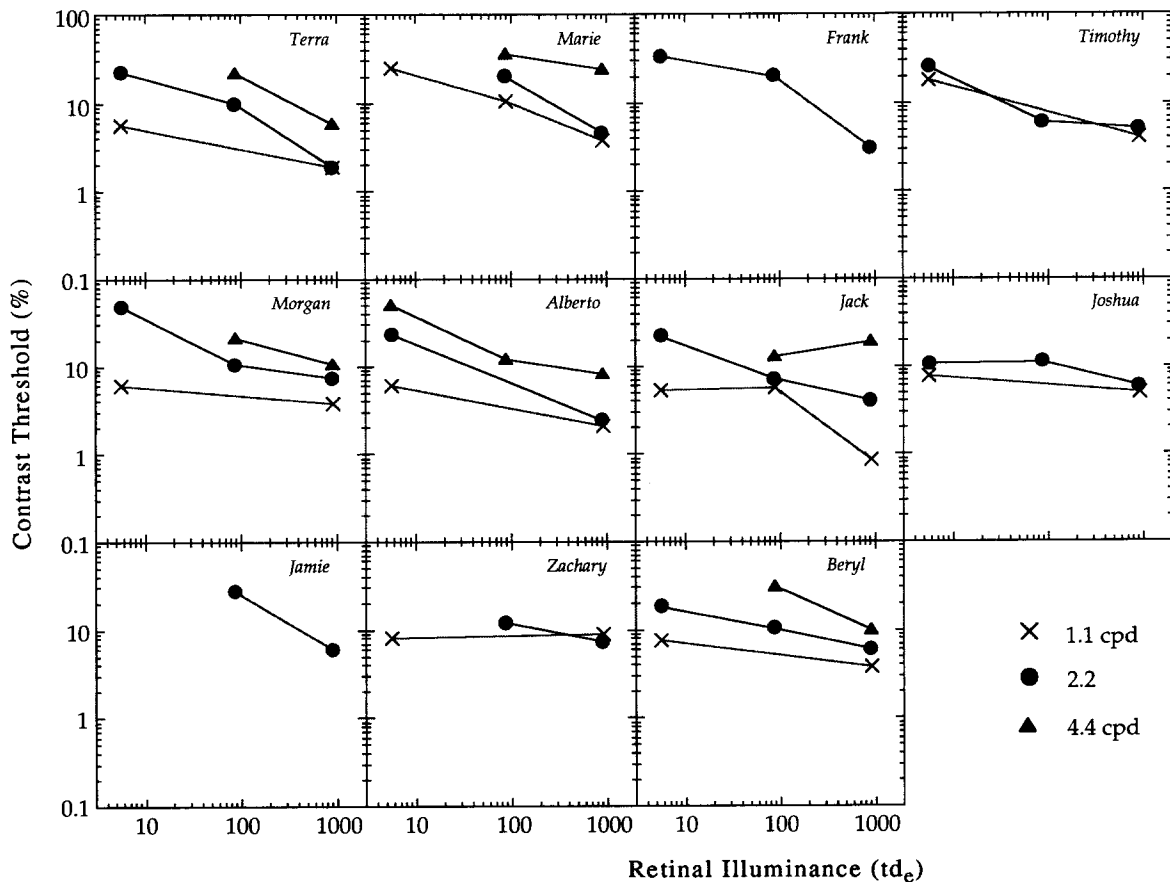 Contrast Threshold (%)
100
10
1
0.1
Terra
Marie
Frank
Timothy
10
1
0.1
Morgan
Alberto
Jack
Joshua
10
1
0.1
Jamie
Zachary
Beryl
10 100 1000
10 100 1000
10 100 1000
1.1 cpd
2.2
4.4 cpd
Retinal Illuminance (tde)